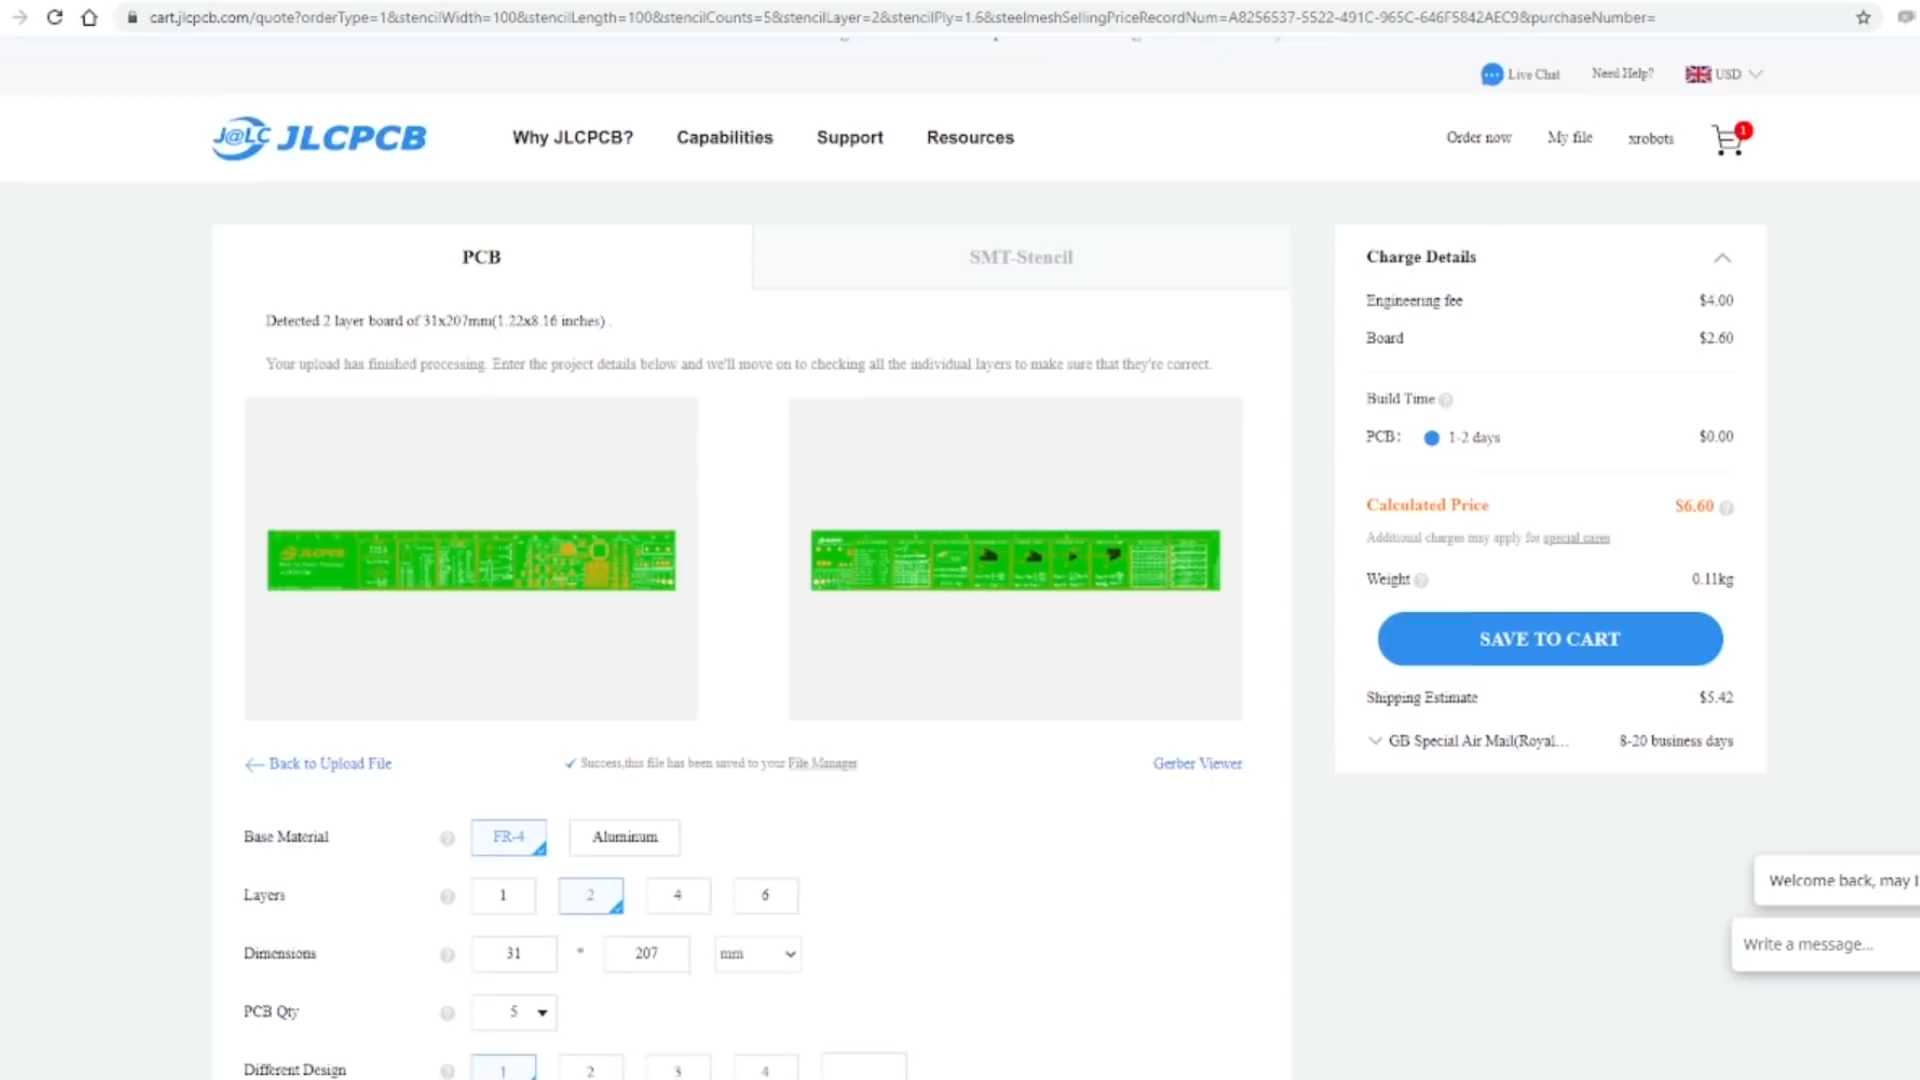 cart.jlcpcb.com/quote?orderType=1&stencilWidth=100&stencilLength=100&stencilCounts=5&stencilLayer=2&stencilPly=1.6&steelmeshSellingPriceRecordNum=A8256537-5522-491C-965C-646F5842AEC9&purchaseNumber=
Live Chat Need Help? USD
J@LC JLCPCB Why JLCPCB? Capabilities Support Resources Order now My file xrobots 1
PCB SMT-Stencil
Detected 2 layer board of 31x207mm(1.22x8.16 inches) .
Your upload has finished processing. Enter the project details below and we'll move on to checking all the individual layers to make sure that they're correct.
JLCPCB
Back to Upload File Success,this file has been saved to your File Manager Gerber Viewer
Base Material ? FR-4 Aluminum
Layers ? 1 2 4 6
Dimensions ? 31 * 207 mm
PCB Qty ? 5
Different Design ? 1 2 3 4
Charge Details
Engineering fee $4.00
Board $2.60
Build Time ?
PCB: 1-2 days $0.00
Calculated Price $6.60 ?
Additional charges may apply for special cases
Weight ? 0.11kg
SAVE TO CART
Shipping Estimate $5.42
GB Special Air Mail(Royal... 8-20 business days
Welcome back, may I
Write a message...